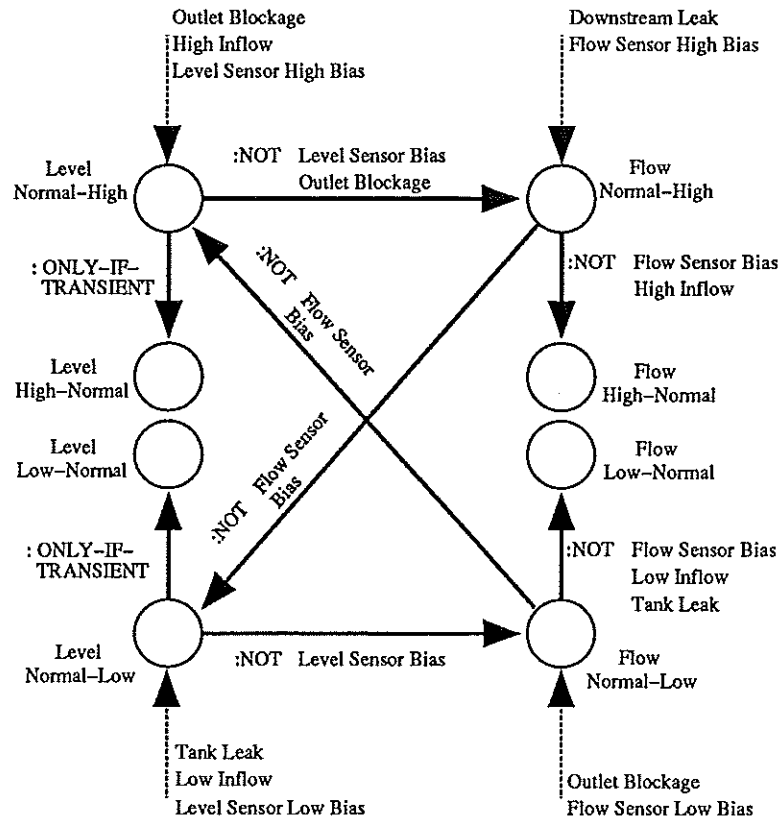 Outlet Blockage
High Inflow
Level Sensor High Bias
Downstream Leak
Flow Sensor High Bias
Level
Normal–High
:NOT Level Sensor Bias
Outlet Blockage
Flow
Normal–High
: ONLY–IF–
TRANSIENT
:NOT Flow Sensor
Bias
:NOT Flow Sensor Bias
High Inflow
Level
High–Normal
Flow
High–Normal
Level
Low–Normal
Flow
Low–Normal
:NOT Flow Sensor
Bias
: ONLY–IF–
TRANSIENT
:NOT Flow Sensor Bias
Low Inflow
Tank Leak
Level
Normal–Low
:NOT Level Sensor Bias
Flow
Normal–Low
Tank Leak
Low Inflow
Level Sensor Low Bias
Outlet Blockage
Flow Sensor Low Bias